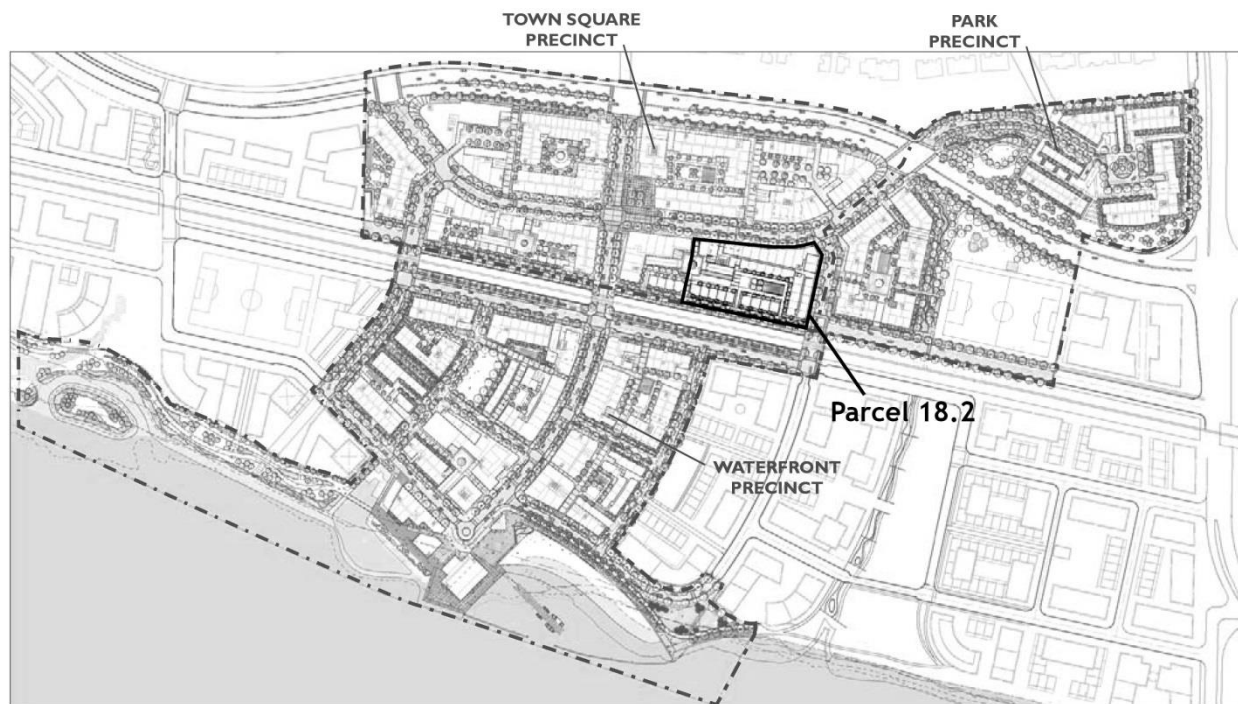 TOWN SQUARE
PRECINCT
PARK
PRECINCT
Parcel 18.2
WATERFRONT
PRECINCT